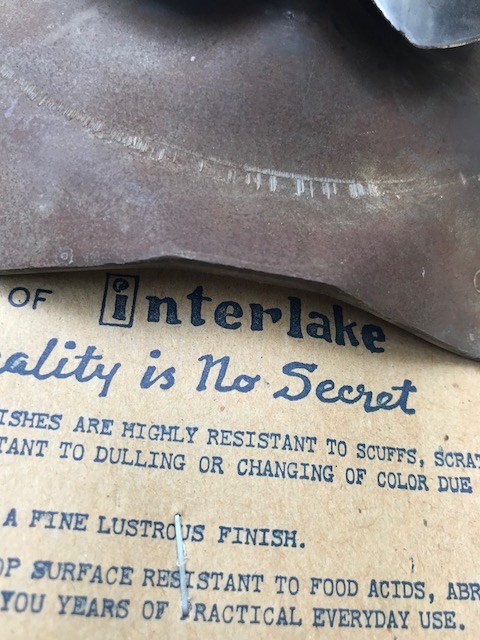 OF interlake
ality is No Secret
ISHES ARE HIGHLY RESISTANT TO SCUFFS, SCRAT
TANT TO DULLING OR CHANGING OF COLOR DUE
A FINE LUSTROUS FINISH.
OP SURFACE RESISTANT TO FOOD ACIDS, ABR
YOU YEARS OF PRACTICAL EVERYDAY USE.